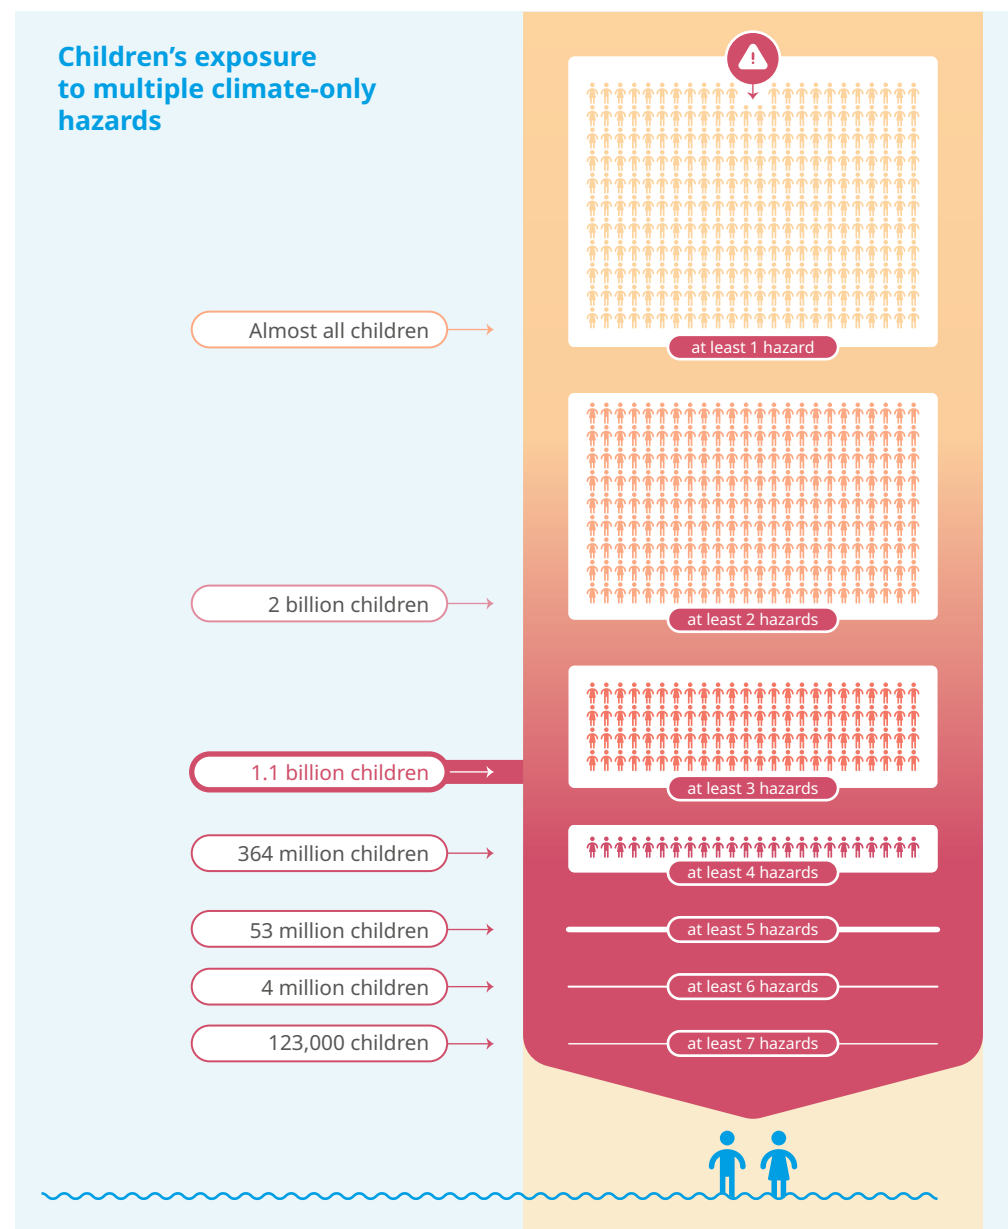 Children’s exposure
to multiple climate-only
hazards
Almost all children
at least 1 hazard
2 billion children
at least 2 hazards
1.1 billion children
at least 3 hazards
364 million children
at least 4 hazards
53 million children
at least 5 hazards
4 million children
at least 6 hazards
123,000 children
at least 7 hazards